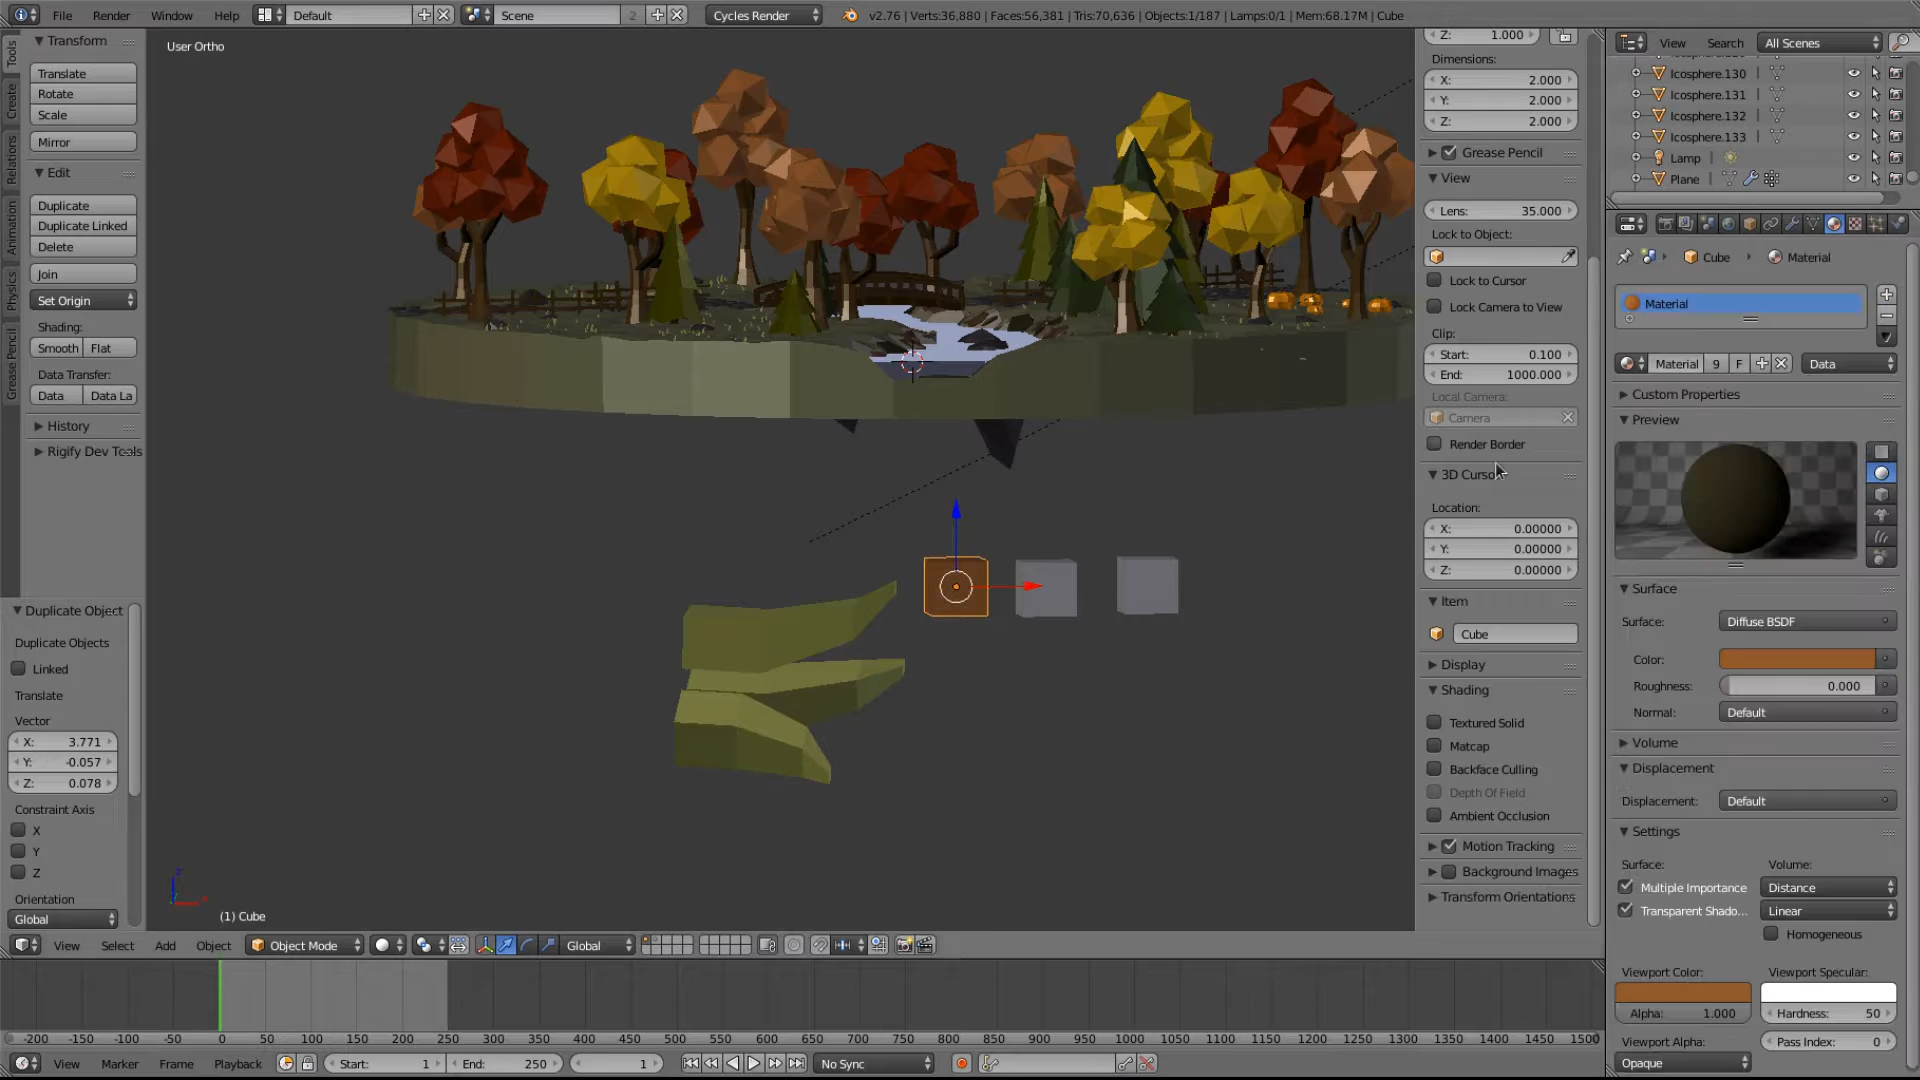 File Render Window Help Default Scene 2 Cycles Render v2.76 | Verts:36,880 | Faces:56,381 | Tris:70,636 | Objects:1/187 | Lamps:0/1 | Mem:68.17M | Cube
Tools
Create
Relations
Animation
Physics
Grease Pencil
Transform
Translate
Rotate
Scale
Mirror
Edit
Duplicate
Duplicate Linked
Delete
Join
Set Origin
Shading:
Smooth Flat
Data Transfer:
Data Data La
History
Rigify Dev Tools
Duplicate Object
Duplicate Objects
Linked
Translate
Vector
X: 3.771
Y: -0.057
Z: 0.078
Constraint Axis
X
Y
Z
Orientation
Global
User Ortho
(1) Cube
Z: 1.000
Dimensions:
X: 2.000
Y: 2.000
Z: 2.000
Grease Pencil
View
Lens: 35.000
Lock to Object:
Lock to Cursor
Lock Camera to View
Clip:
Start: 0.100
End: 1000.000
Local Camera:
Camera
Render Border
3D Curso
Location:
X: 0.00000
Y: 0.00000
Z: 0.00000
Item
Cube
Display
Shading
Textured Solid
Matcap
Backface Culling
Depth Of Field
Ambient Occlusion
Motion Tracking
Background Images
Transform Orientations
View Search All Scenes
Icosphere.130
Icosphere.131
Icosphere.132
Icosphere.133
Lamp
Plane
Cube Material
Material
Material 9 F Data
Custom Properties
Preview
Surface
Surface: Diffuse BSDF
Color:
Roughness: 0.000
Normal: Default
Volume
Displacement
Displacement: Default
Settings
Surface: Volume:
Multiple Importance Distance
Transparent Shado... Linear
Homogeneous
Viewport Color: Viewport Specular:
Alpha: 1.000 Hardness: 50
Viewport Alpha: Pass Index: 0
Opaque
View Select Add Object Object Mode Global
-200 -150 -100 -50 0 50 100 150 200 250 300 350 400 450 500 550 600 650 700 750 800 850 900 950 1000 1050 1100 1150 1200 1250 1300 1350 1400 1450 1500
View Marker Frame Playback Start: 1 End: 250 1 No Sync